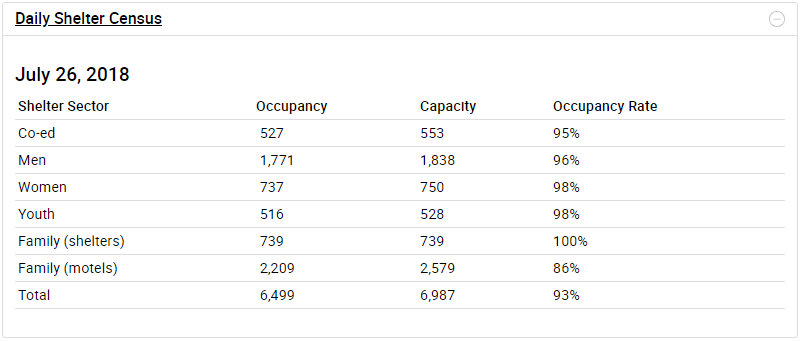 Daily Shelter Census
July 26, 2018
Shelter Sector Occupancy Capacity Occupancy Rate
Co-ed 527 553 95%
Men 1,771 1,838 96%
Women 737 750 98%
Youth 516 528 98%
Family (shelters) 739 739 100%
Family (motels) 2,209 2,579 86%
Total 6,499 6,987 93%